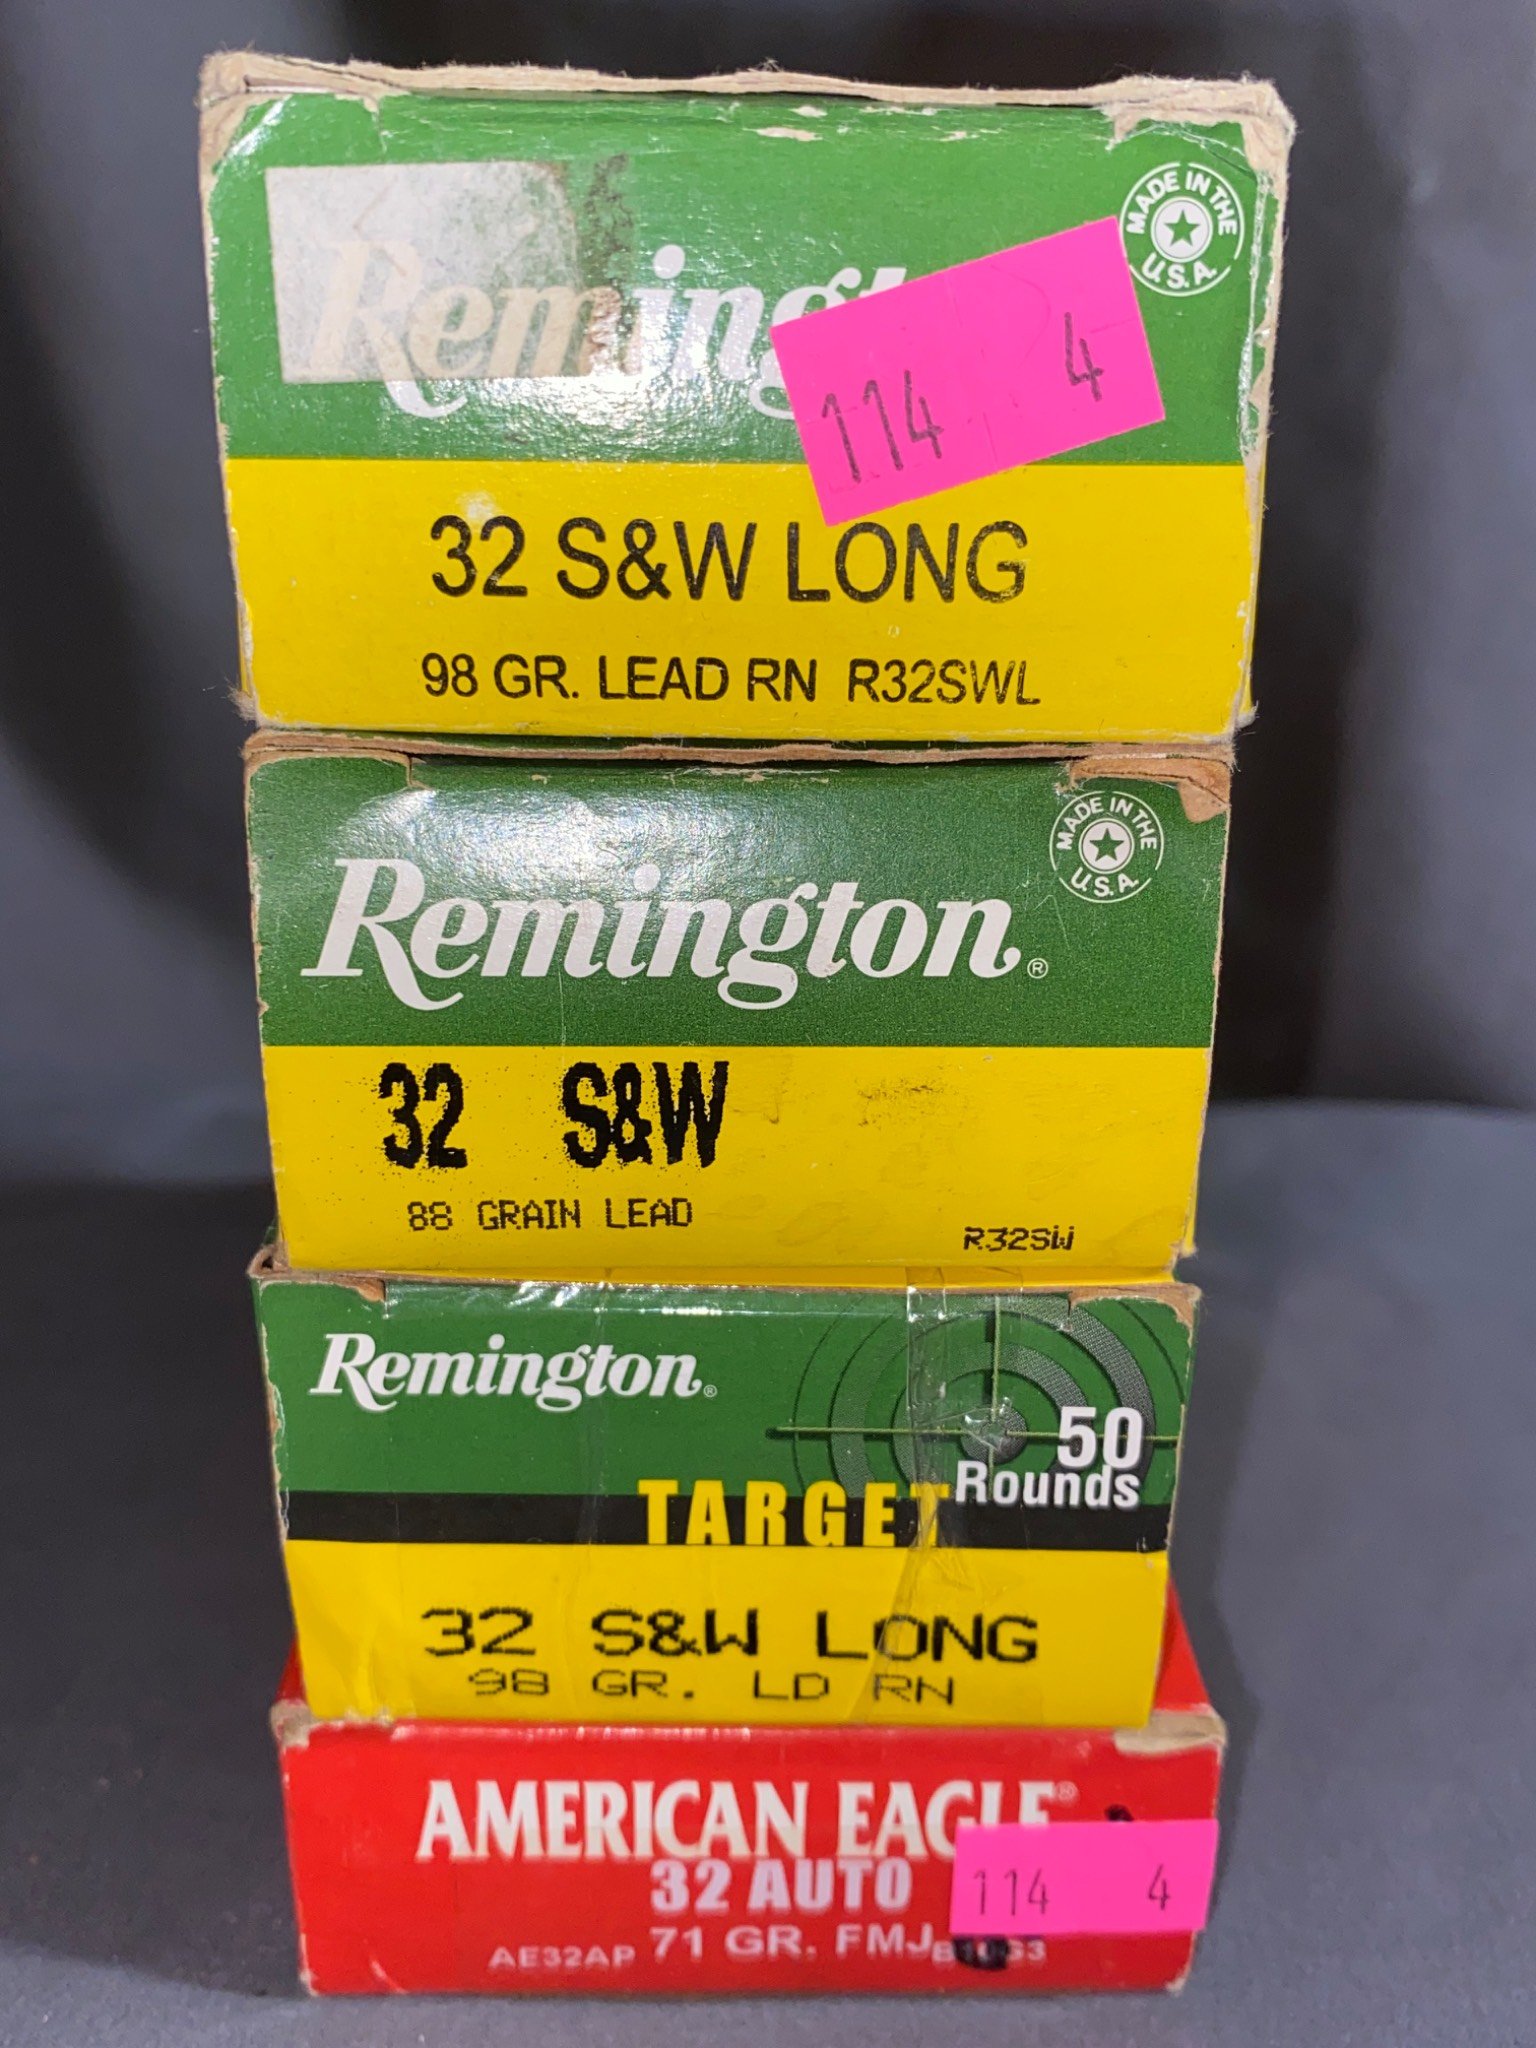 MADE IN THE
U.S.A.
114 4
32 S&W LONG
98 GR. LEAD RN R32SWL
MADE IN THE
U.S.A.
Remington®
32 S&W
88 GRAIN LEAD
R32SW
Remington®
50
Rounds
TARGET
32 S&W LONG
98 GR. LD RN
AMERICAN EAGLE®
32 AUTO
114 4
AE32AP 71 GR. FMJ